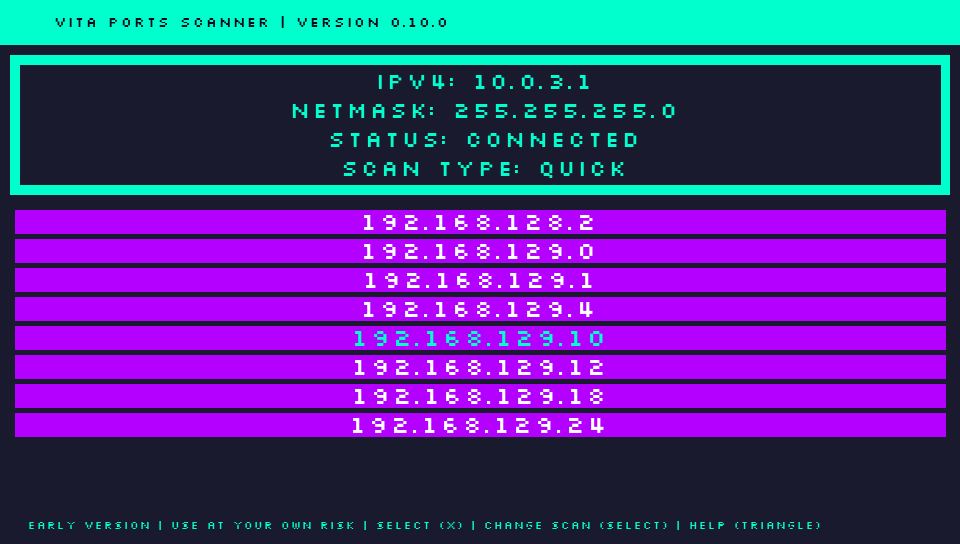 VITA PORTS SCANNER | VERSION 0.10.0
IPV4: 10.0.3.1
NETMASK: 255.255.255.0
STATUS: CONNECTED
SCAN TYPE: QUICK
192.168.128.2
192.168.129.0
192.168.129.1
192.168.129.4
192.168.129.10
192.168.129.12
192.168.129.18
192.168.129.24
EARLY VERSION | USE AT YOUR OWN RISK | SELECT (X) | CHANGE SCAN (SELECT) | HELP (TRIANGLE)